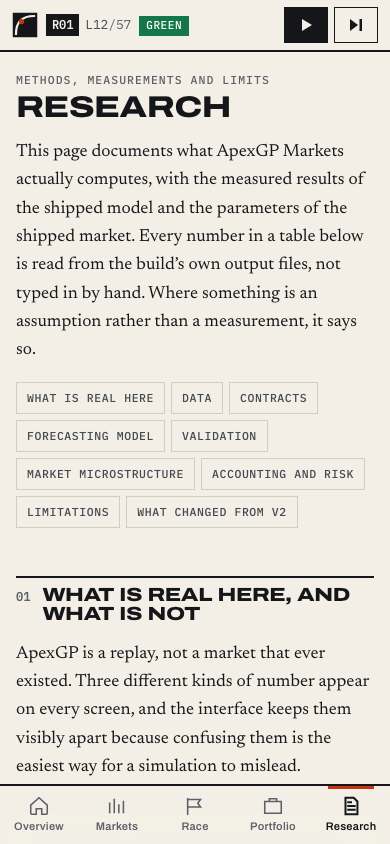 R01 L12/57 GREEN
METHODS, MEASUREMENTS AND LIMITS
RESEARCH
This page documents what ApexGP Markets
actually computes, with the measured results of
the shipped model and the parameters of the
shipped market. Every number in a table below
is read from the build’s own output files, not
typed in by hand. Where something is an
assumption rather than a measurement, it says
so.
WHAT IS REAL HERE DATA CONTRACTS
FORECASTING MODEL VALIDATION
MARKET MICROSTRUCTURE ACCOUNTING AND RISK
LIMITATIONS WHAT CHANGED FROM V2
01 WHAT IS REAL HERE, AND
WHAT IS NOT
ApexGP is a replay, not a market that ever
existed. Three different kinds of number appear
on every screen, and the interface keeps them
visibly apart because confusing them is the
easiest way for a simulation to mislead.
Overview Markets Race Portfolio Research